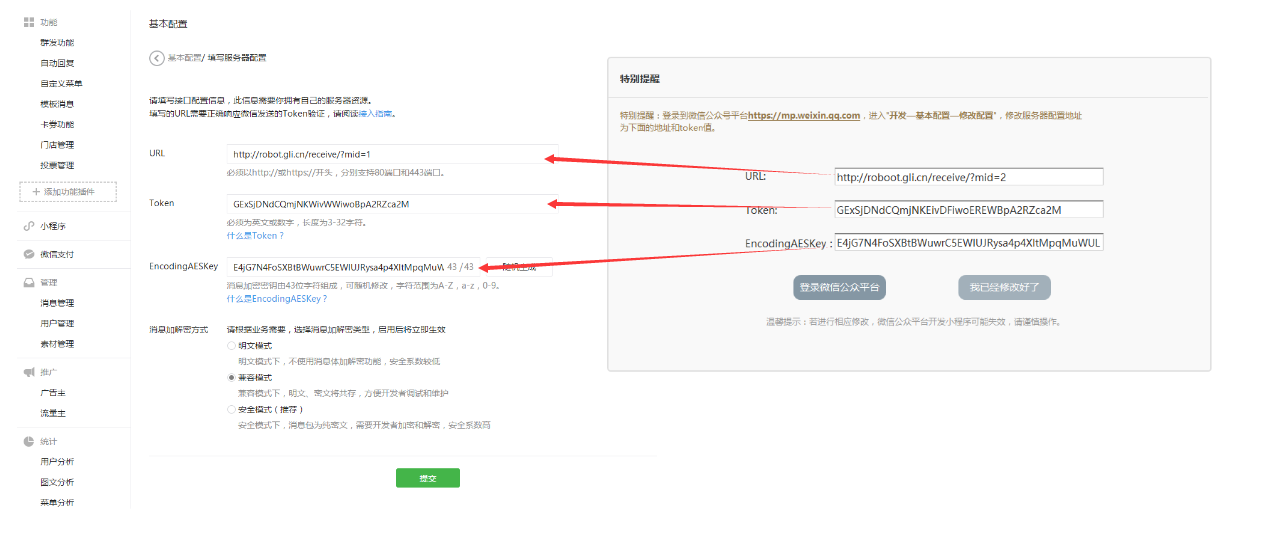 功能
群发功能
自动回复
自定义菜单
模板消息
卡券功能
门店管理
投票管理
+ 添加功能插件
小程序
微信支付
管理
消息管理
用户管理
素材管理
推广
广告主
流量主
统计
用户分析
图文分析
菜单分析
基本配置
基本配置/ 填写服务器配置
请填写接口配置信息，此信息需要你拥有自己的服务器资源。
填写的URL需要正确响应微信发送的Token验证，请阅读接入指南。
URL
http://robot.gli.cn/receive/?mid=1
必须以http://或https://开头，分别支持80端口和443端口。
Token
GExSjDNdCQmjNKWivWWiwoBpA2RZca2M
必须为英文或数字，长度为3-32字符。
什么是Token？
EncodingAESKey
E4jG7N4FoSXBtBWuwrC5EWIUJRysa4p4XItMpqMuW 43 /43
随机生成
消息加密密钥由43位字符组成，可随机修改，字符范围为A-Z，a-z，0-9。
什么是EncodingAESKey？
消息加解密方式
请根据业务需要，选择消息加解密类型，启用后将立即生效
明文模式
明文模式下，不使用消息体加解密功能，安全系数较低
兼容模式
兼容模式下，明文、密文将共存，方便开发者调试和维护
安全模式（推荐）
安全模式下，消息包为纯密文，需要开发者加密和解密，安全系数高
提交
特别提醒
特别提醒：登录到微信公众号平台https://mp.weixin.qq.com，进入"开发—基本配置—修改配置"，修改服务器配置地址
为下面的地址和token值。
URL:
http://roboot.gli.cn/receive/?mid=2
Token:
GExSjDNdCQmjNKEivDFiwoEREWBpA2RZca2M
EncodingAESKey :
E4jG7N4FoSXBtBWuwrC5EWIUJRysa4p4XItMpqMuWUL
登录微信公众平台
我已经修改好了
温馨提示：若进行相应修改，微信公众平台开发小程序可能失效，请谨慎操作。